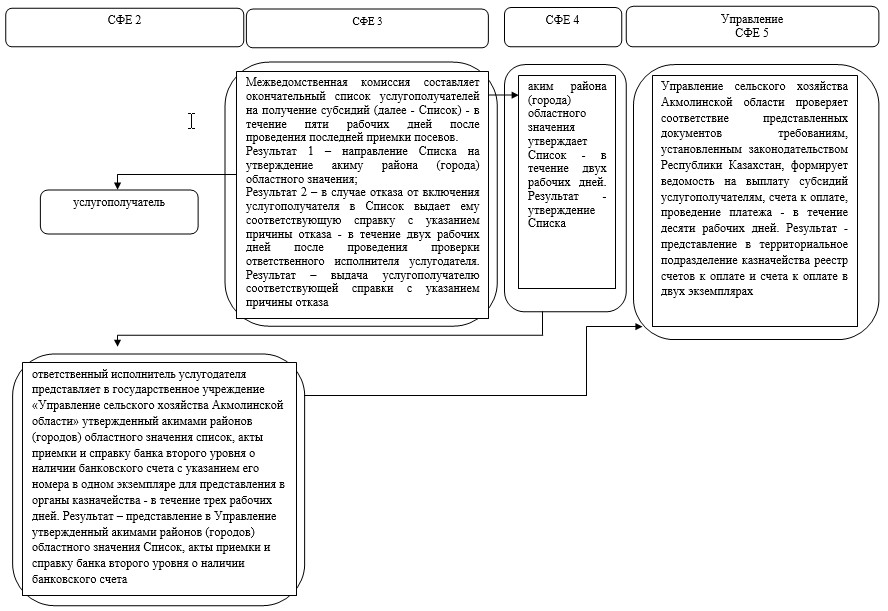 СФЕ 2
СФЕ 3
СФЕ 4
Управление
СФЕ 5
Межведомственная комиссия составляет
окончательный список услугополучателей
на получение субсидий (далее - Список) - в
течение пяти рабочих дней после
проведения последней приемки посевов.
Результат 1 – направление Списка на
утверждение акиму района (города)
областного значения;
Результат 2 – в случае отказа от включения
услугополучателя в Список выдает ему
соответствующую справку с указанием
причины отказа - в течение двух рабочих
дней после проведения проверки
ответственного исполнителя услугодателя.
Результат – выдача услугополучателю
соответствующей справки с указанием
причины отказа
аким района
(города)
областного
значения
утверждает
Список - в
течение двух
рабочих дней.
Результат -
утверждение
Списка
Управление сельского хозяйства
Акмолинской области проверяет
соответствие представленных
документов требованиям,
установленным законодательством
Республики Казахстан, формирует
ведомость на выплату субсидий
услугополучателям, счета к оплате,
проведение платежа - в течение
десяти рабочих дней. Результат -
представление в территориальное
подразделение казначейства реестр
счетов к оплате и счета к оплате в
двух экземплярах
услугополучатель
ответственный исполнитель услугодателя
представляет в государственное учреждение
«Управление сельского хозяйства Акмолинской
области» утвержденный акимами районов
(городов) областного значения список, акты
приемки и справку банка второго уровня о
наличии банковского счета с указанием его
номера в одном экземпляре для представления в
органы казначейства - в течение трех рабочих
дней. Результат – представление в Управление
утвержденный акимами районов (городов)
областного значения Список, акты приемки и
справку банка второго уровня о наличии
банковского счета